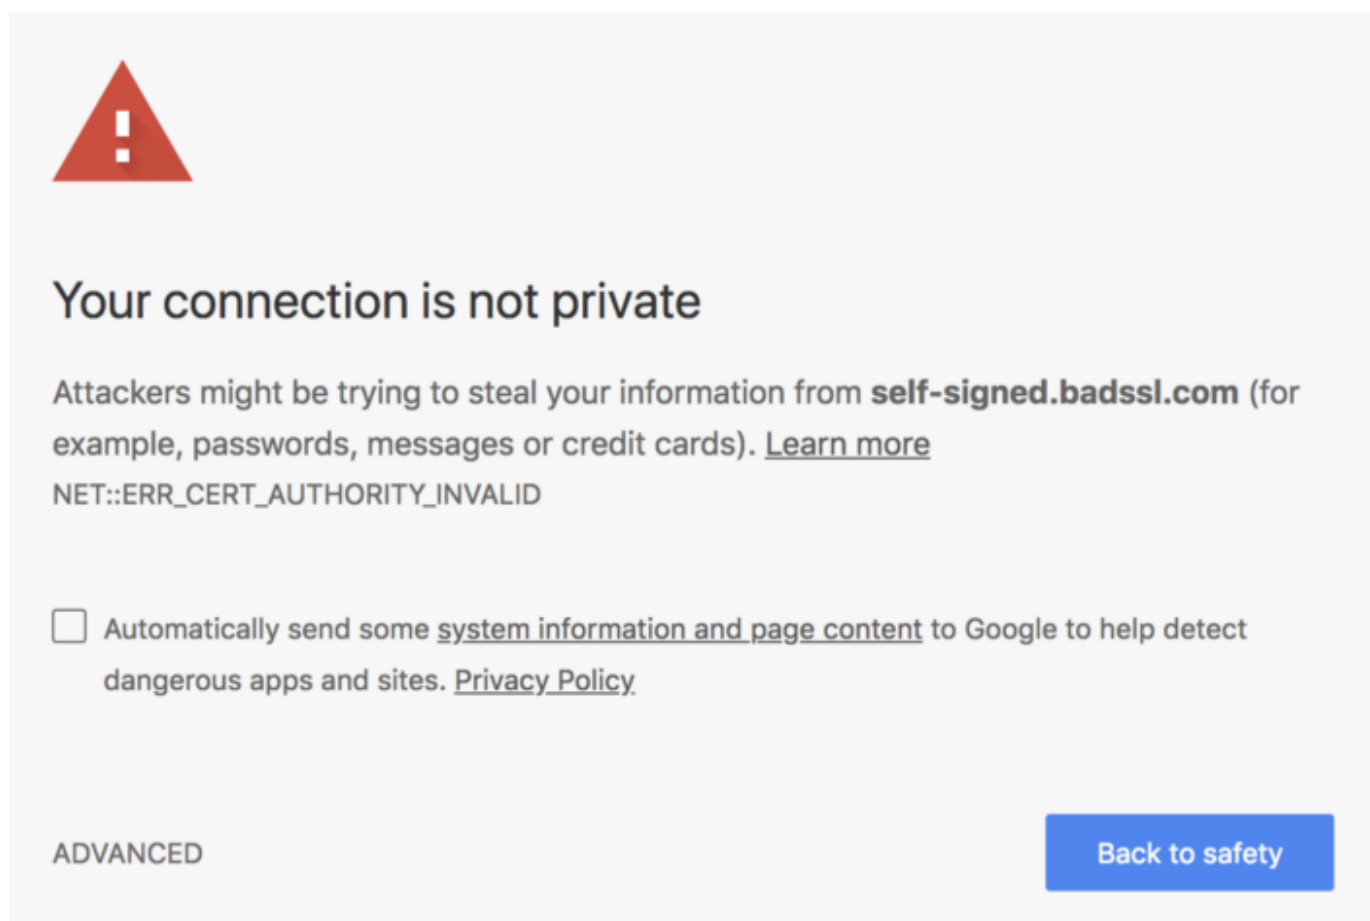 Your connection is not private
Attackers might be trying to steal your information from self-signed.badssl.com (for
example, passwords, messages or credit cards). Learn more
NET::ERR_CERT_AUTHORITY_INVALID
Automatically send some system information and page content to Google to help detect
dangerous apps and sites. Privacy Policy
ADVANCED
Back to safety